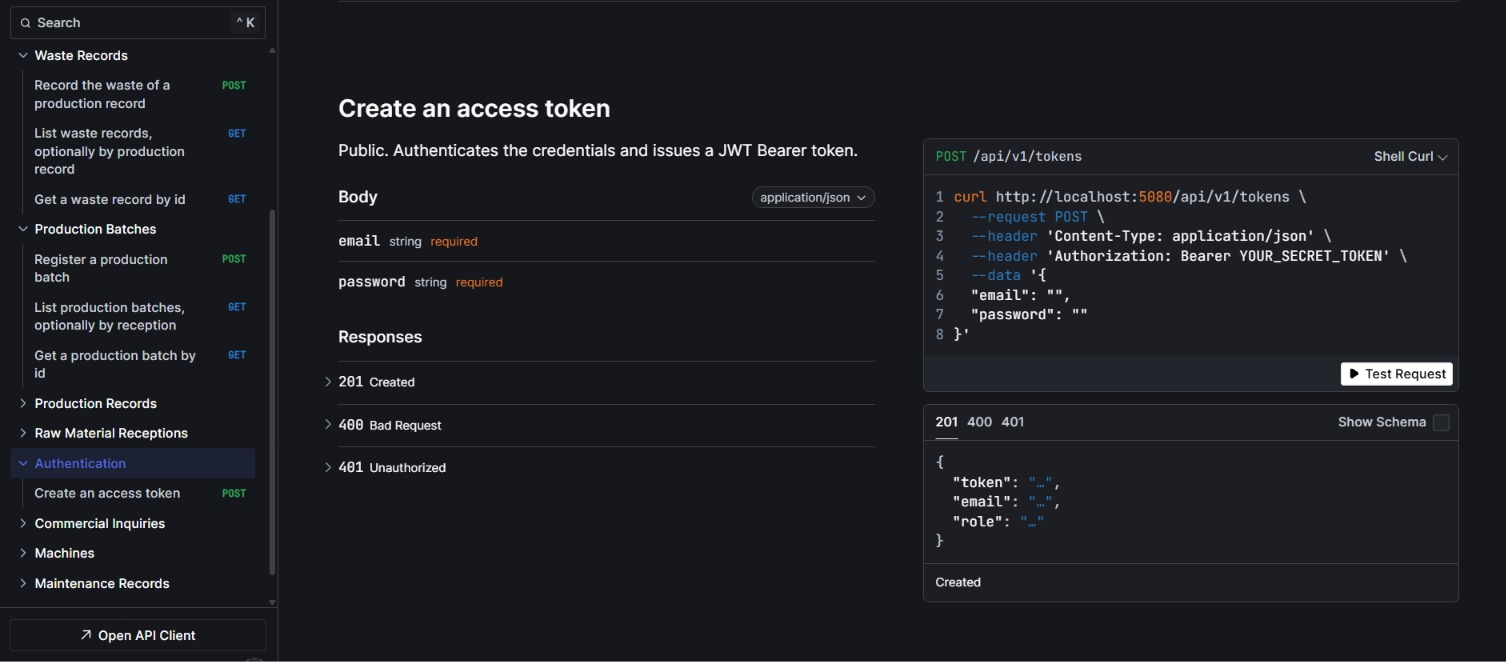 Search ^ K
Waste Records
Record the waste of a POST
production record
List waste records, GET
optionally by production
record
Get a waste record by id GET
Production Batches
Register a production POST
batch
List production batches, GET
optionally by reception
Get a production batch by GET
id
Production Records
Raw Material Receptions
Authentication
Create an access token POST
Commercial Inquiries
Machines
Maintenance Records
Open API Client
Create an access token
Public. Authenticates the credentials and issues a JWT Bearer token.
Body application/json
email string required
password string required
Responses
201 Created
400 Bad Request
401 Unauthorized
POST /api/v1/tokens Shell Curl
1 curl http://localhost:5080/api/v1/tokens \
2 --request POST \
3 --header 'Content-Type: application/json' \
4 --header 'Authorization: Bearer YOUR_SECRET_TOKEN' \
5 --data '{
6 "email": "",
7 "password": ""
8 }'
Test Request
201 400 401 Show Schema
{
"token": "…",
"email": "…",
"role": "…"
}
Created